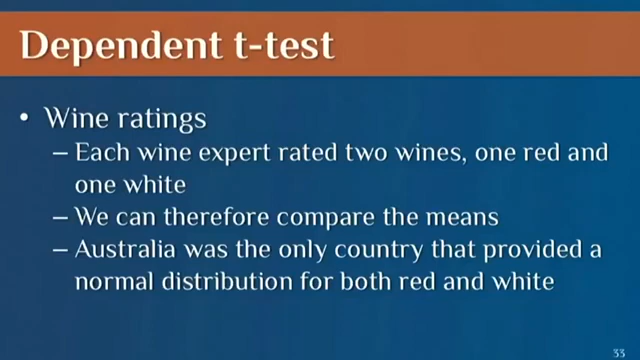 Dependent t-test
• Wine ratings
– Each wine expert rated two wines, one red and
one white
– We can therefore compare the means
– Australia was the only country that provided a
normal distribution for both red and white
33